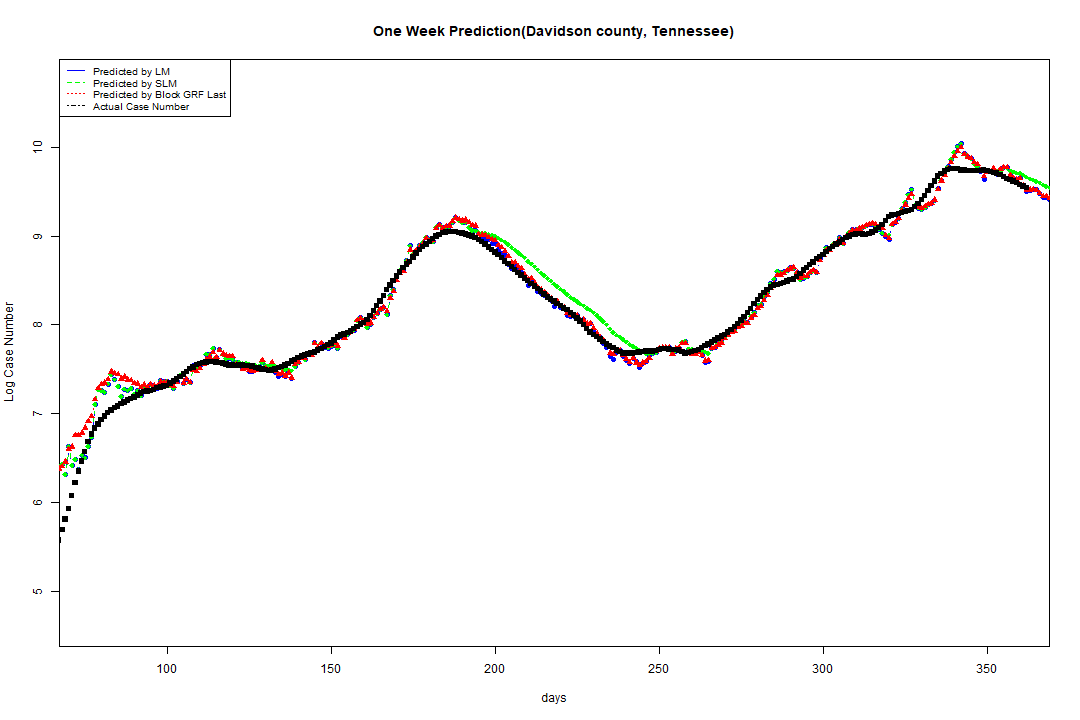 One Week Prediction(Davidson county, Tennessee)
Predicted by LM
Predicted by SLM
Predicted by Block GRF Last
Actual Case Number
Log Case Number
10
9
8
7
6
5
100 150 200 250 300 350
days